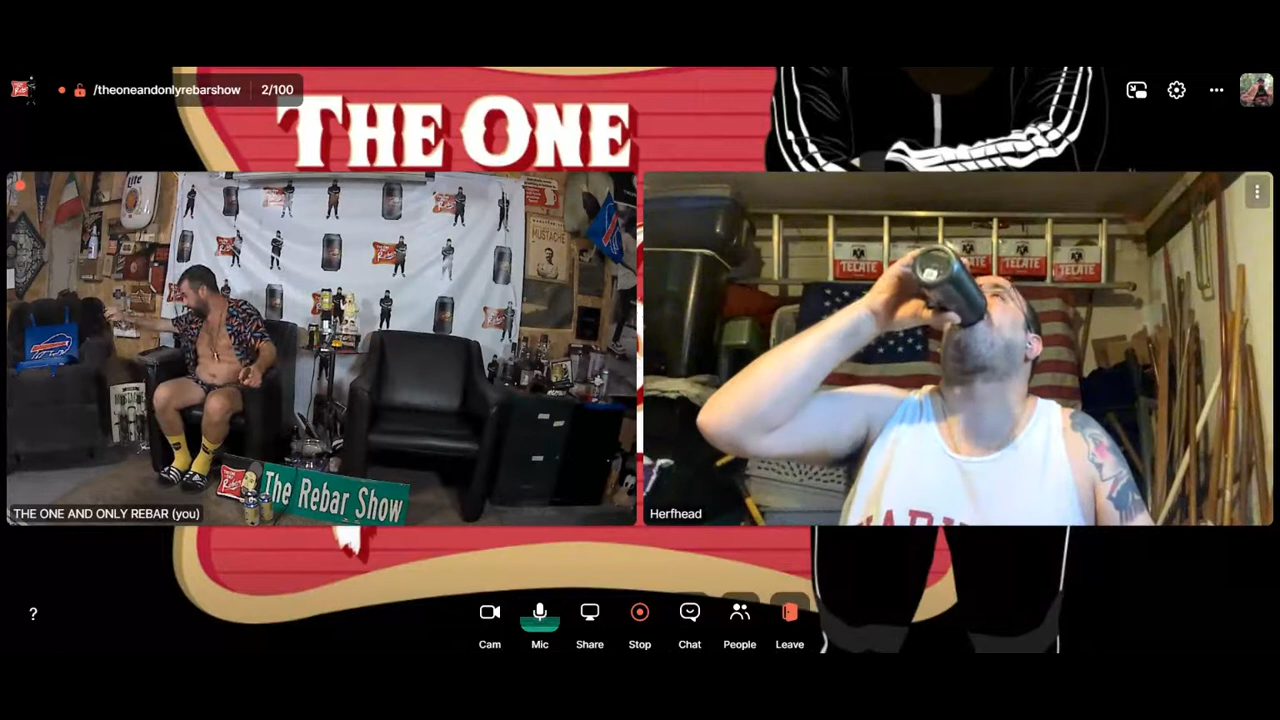 /theoneandonlyrebarshow 2/100
THE ONE
Lite
MUSTACHE
TECATE
TECATE
TECATE
TECATE
The Rebar Show
THE ONE AND ONLY REBAR (you)
Herfhead
?
Cam
Mic
Share
Stop
Chat
People
Leave